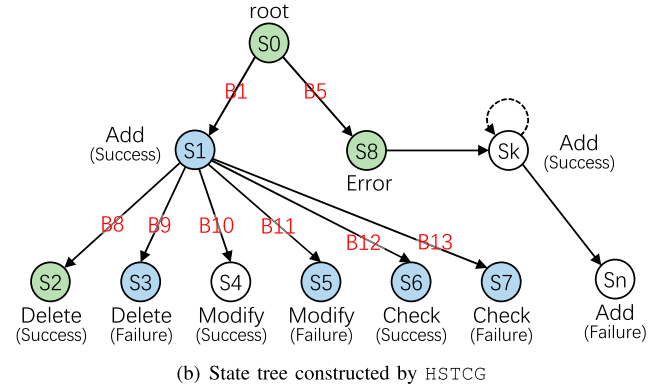 root
S0
B1 B5
Add
(Success)
S1
S8
Error
Sk
Add
(Success)
B8 B9 B10 B11 B12 B13
S2 S3 S4 S5 S6 S7 Sn
Delete Delete Modify Modify Check Check Add
(Success) (Failure) (Success) (Failure) (Success) (Failure) (Failure)
(b) State tree constructed by HSTCG